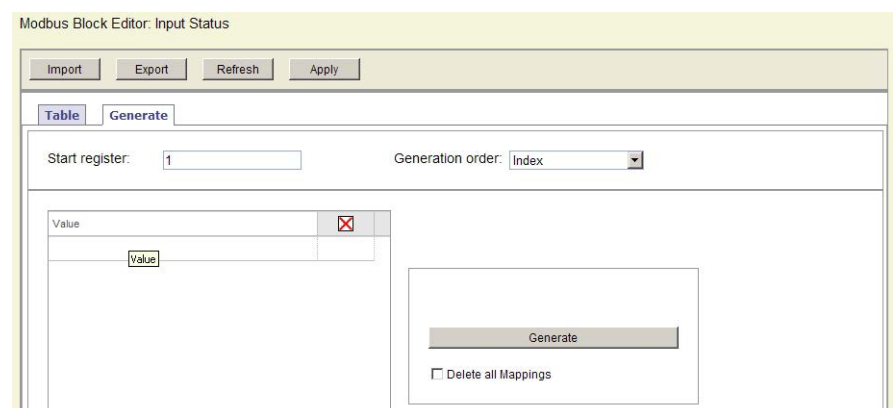 Modbus Block Editor: Input Status
Import Export Refresh Apply
Table Generate
Start register: 1 Generation order: Index
Value
Value
Generate
Delete all Mappings